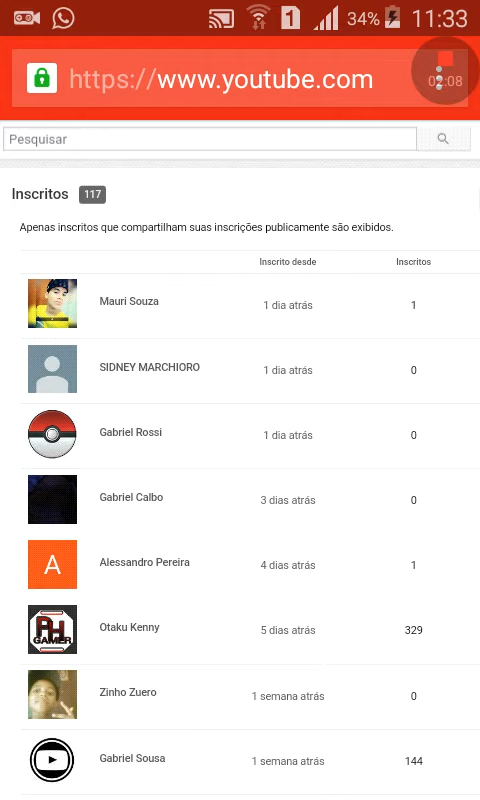 1 34% 11:33
https://www.youtube.com
02:08
Pesquisar
Inscritos 117
Apenas inscritos que compartilham suas inscrições publicamente são exibidos.
Inscrito desde Inscritos
Mauri Souza 1 dia atrás 1
SIDNEY MARCHIORO 1 dia atrás 0
Gabriel Rossi 1 dia atrás 0
Gabriel Calbo 3 dias atrás 0
A Alessandro Pereira 4 dias atrás 1
PH GAMER Otaku Kenny 5 dias atrás 329
Zinho Zuero 1 semana atrás 0
Gabriel Sousa 1 semana atrás 144